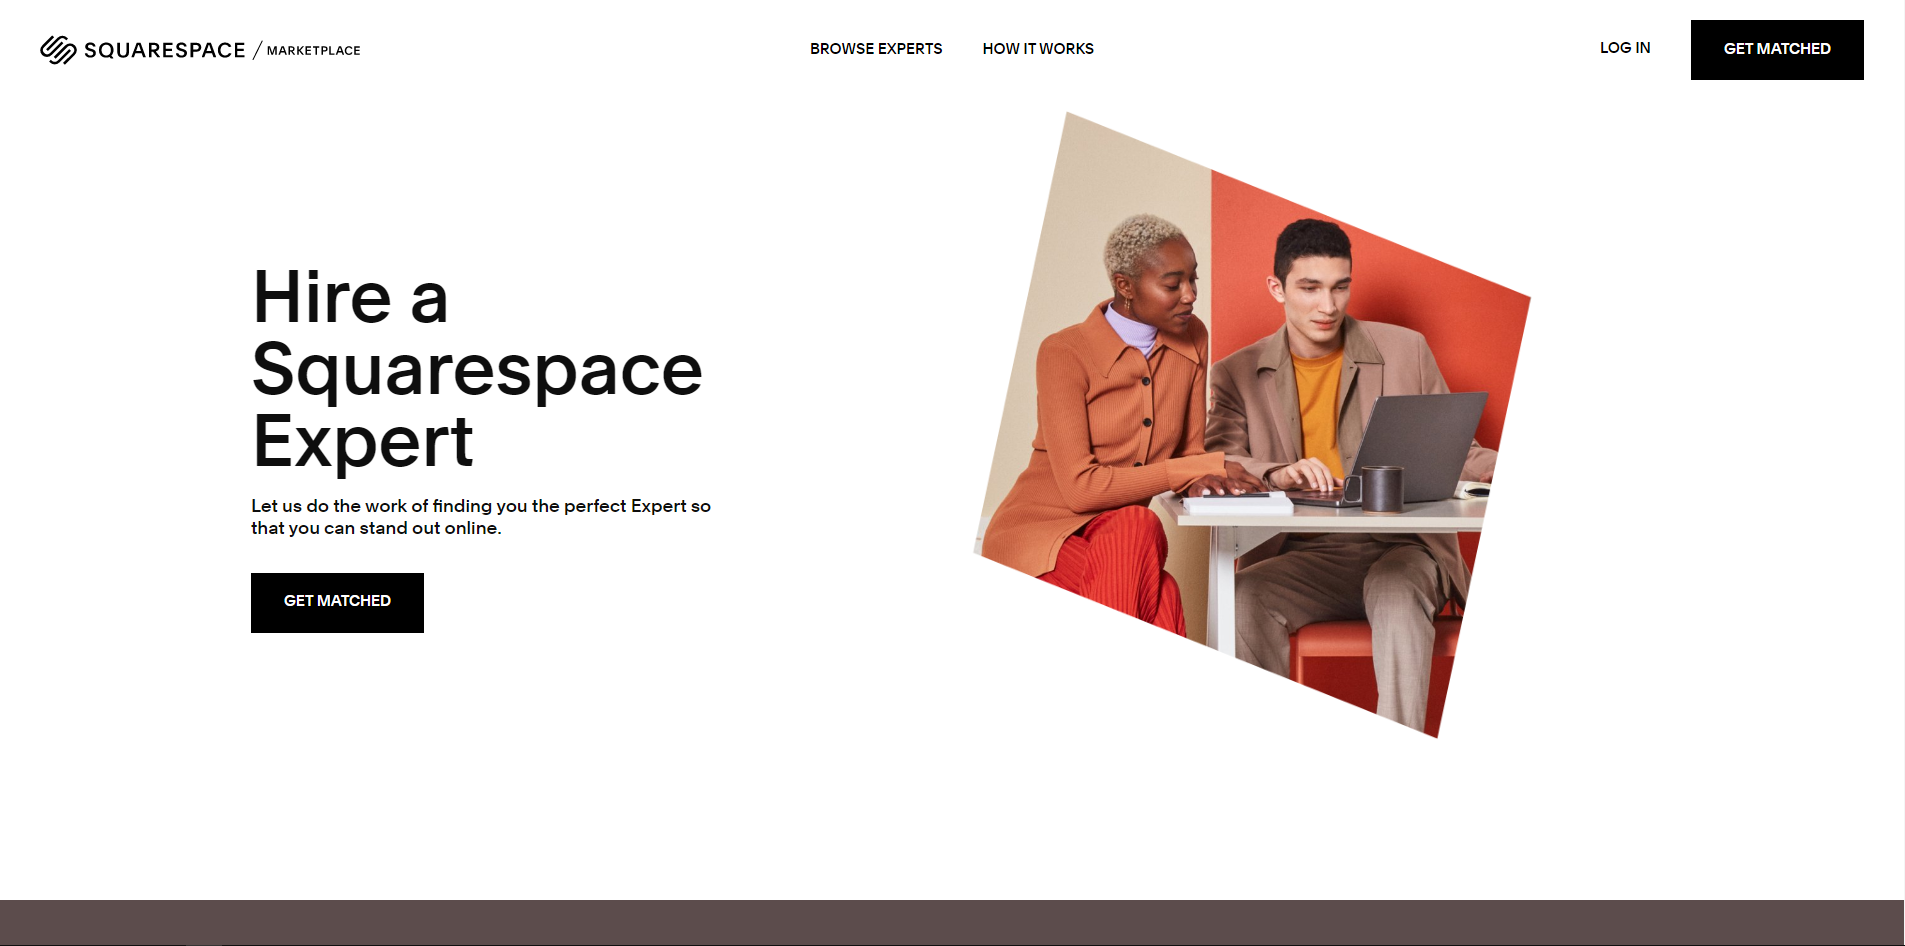 SQUARESPACE / MARKETPLACE
BROWSE EXPERTS
HOW IT WORKS
LOG IN
GET MATCHED
Hire a
Squarespace
Expert
Let us do the work of finding you the perfect Expert so
that you can stand out online.
GET MATCHED